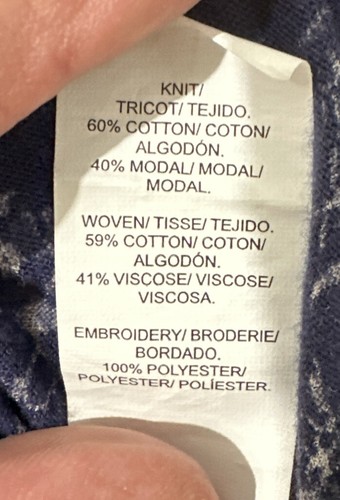 KNIT/
TRICOT/ TEJIDO.
60% COTTON/ COTON/
ALGODÓN.
40% MODAL/ MODAL/
MODAL.
WOVEN/ TISSE/ TEJIDO.
59% COTTON/ COTON/
ALGODÓN.
41% VISCOSE/ VISCOSE/
VISCOSA.
EMBROIDERY/ BRODERIE/
BORDADO.
100% POLYESTER/
POLYESTER/ POLÍESTER.